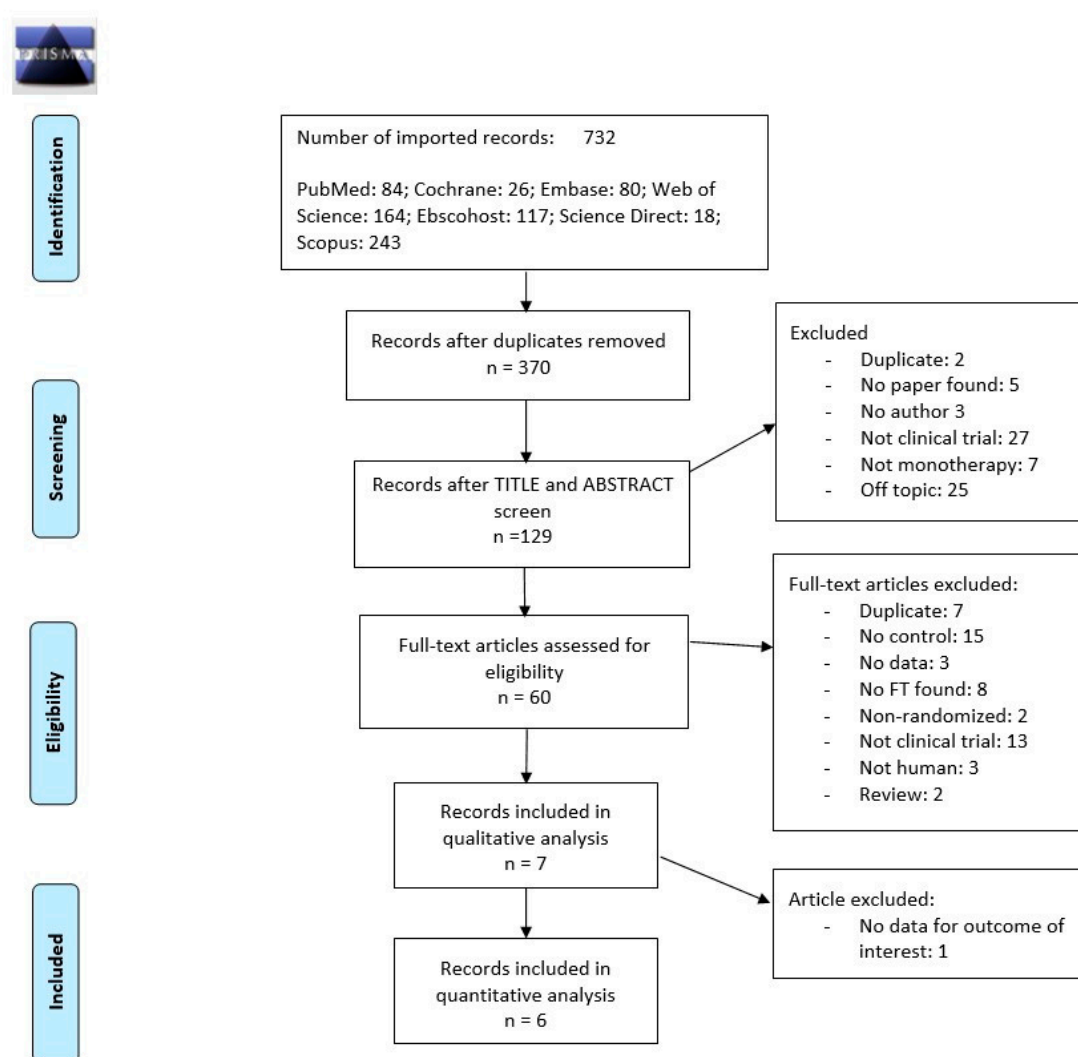 PRISMA
Identification
Number of imported records: 732
PubMed: 84; Cochrane: 26; Embase: 80; Web of
Science: 164; Ebscohost: 117; Science Direct: 18;
Scopus: 243
Records after duplicates removed
n = 370
Screening
Records after TITLE and ABSTRACT
screen
n =129
Excluded
- Duplicate: 2
- No paper found: 5
- No author 3
- Not clinical trial: 27
- Not monotherapy: 7
- Off topic: 25
Eligibility
Full-text articles assessed for
eligibility
n = 60
Full-text articles excluded:
- Duplicate: 7
- No control: 15
- No data: 3
- No FT found: 8
- Non-randomized: 2
- Not clinical trial: 13
- Not human: 3
- Review: 2
Records included in
qualitative analysis
n = 7
Included
Article excluded:
- No data for outcome of
interest: 1
Records included in
quantitative analysis
n = 6